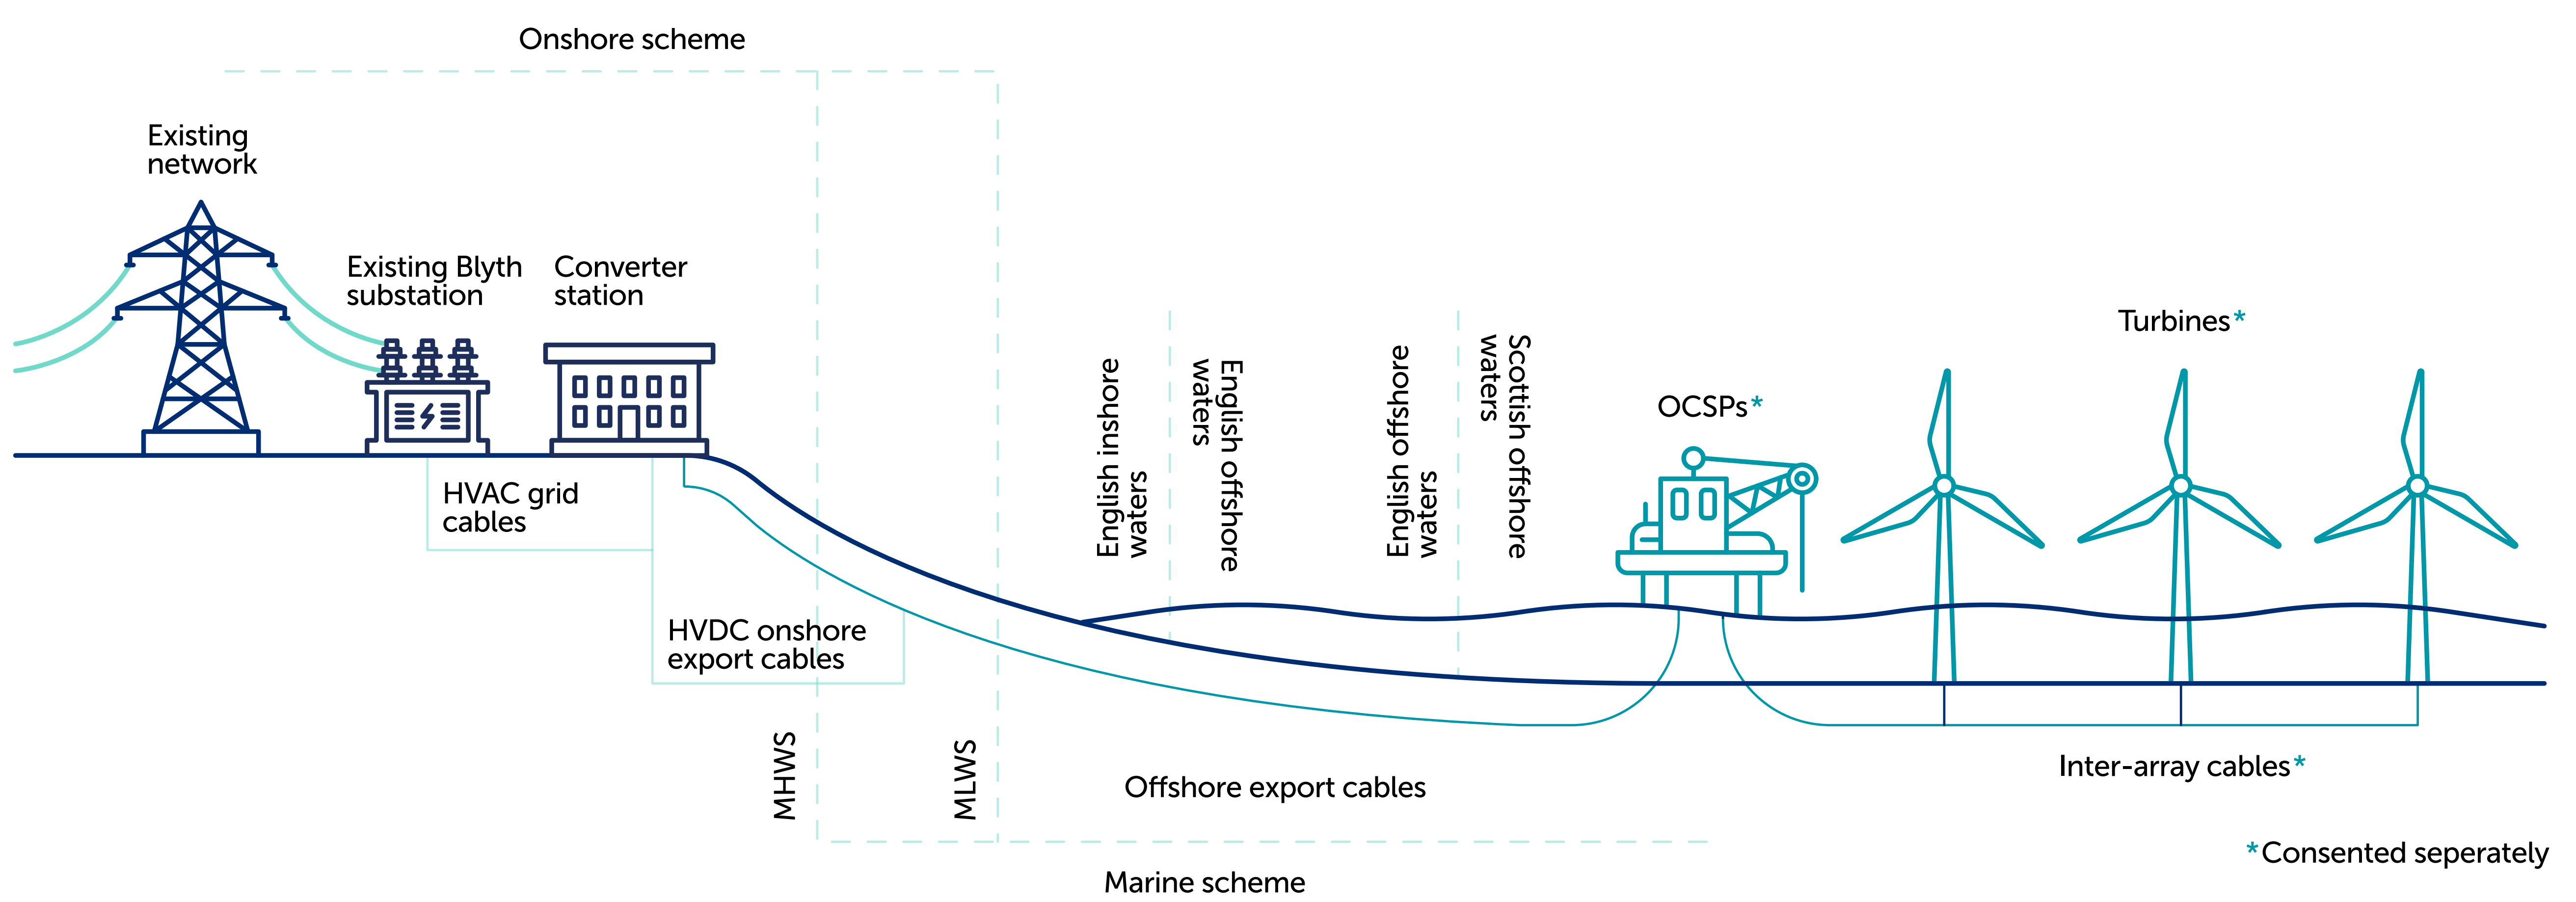 Onshore scheme
Existing
network
Existing Blyth
substation
Converter
station
HVAC grid
cables
HVDC onshore
export cables
MHWS
MLWS
English inshore
waters
English offshore
waters
English offshore
waters
Scottish offshore
waters
OCSPs*
Turbines*
Offshore export cables
Inter-array cables*
Marine scheme
*Consented seperately